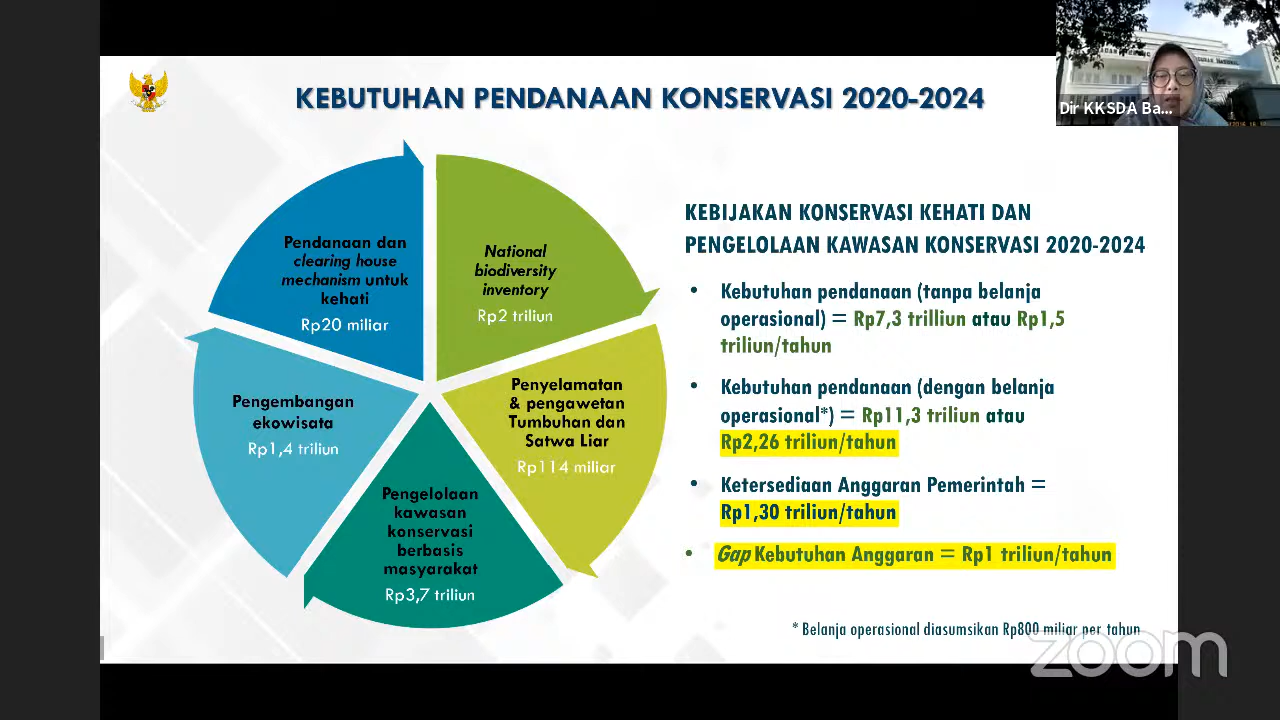 KEBUTUHAN PENDANAAN KONSERVASI 2020-2024
Dir KKSDA Ba...
Pendanaan dan
clearing house
mechanism untuk
kehati
Rp20 miliar
National
biodiversity
inventory
Rp2 triliun
Penyelamatan
& pengawetan
Tumbuhan dan
Satwa Liar
Rp114 miliar
Pengelolaan
kawasan
konservasi
berbasis
masyarakat
Rp3,7 triliun
Pengembangan
ekowisata
Rp1,4 triliun
KEBIJAKAN KONSERVASI KEHATI DAN
PENGELOLAAN KAWASAN KONSERVASI 2020-2024
• Kebutuhan pendanaan (tanpa belanja
operasional) = Rp7,3 trilliun atau Rp1,5
triliun/tahun
• Kebutuhan pendanaan (dengan belanja
operasional*) = Rp11,3 triliun atau
Rp2,26 triliun/tahun
• Ketersediaan Anggaran Pemerintah =
Rp1,30 triliun/tahun
• Gap Kebutuhan Anggaran = Rp1 triliun/tahun
* Belanja operasional diasumsikan Rp800 miliar per tahun
zoom